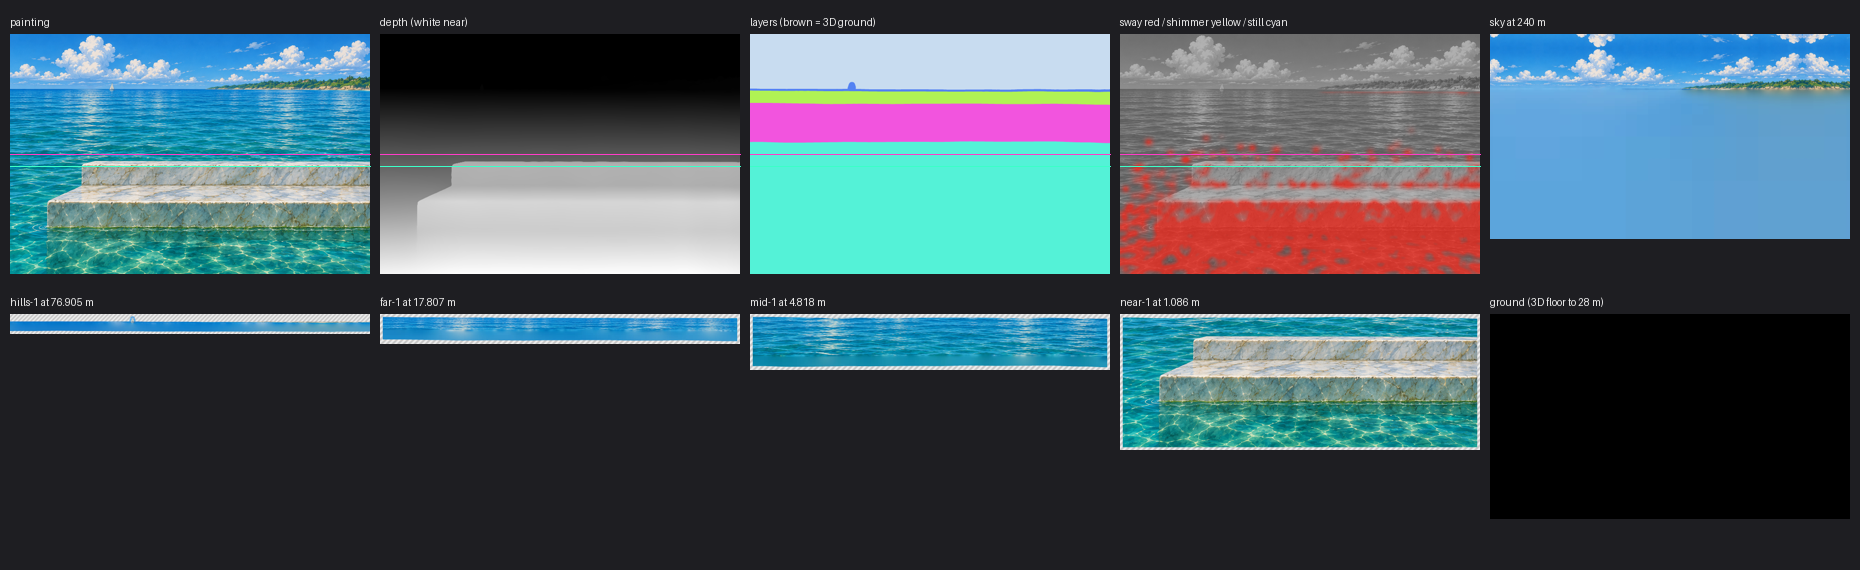 painting
depth (white near)
layers (brown = 3D ground)
sway red / shimmer yellow / still cyan
sky at 240 m
hills-1 at 76.905 m
far-1 at 17.807 m
mid-1 at 4.818 m
near-1 at 1.086 m
ground (3D floor to 28 m)